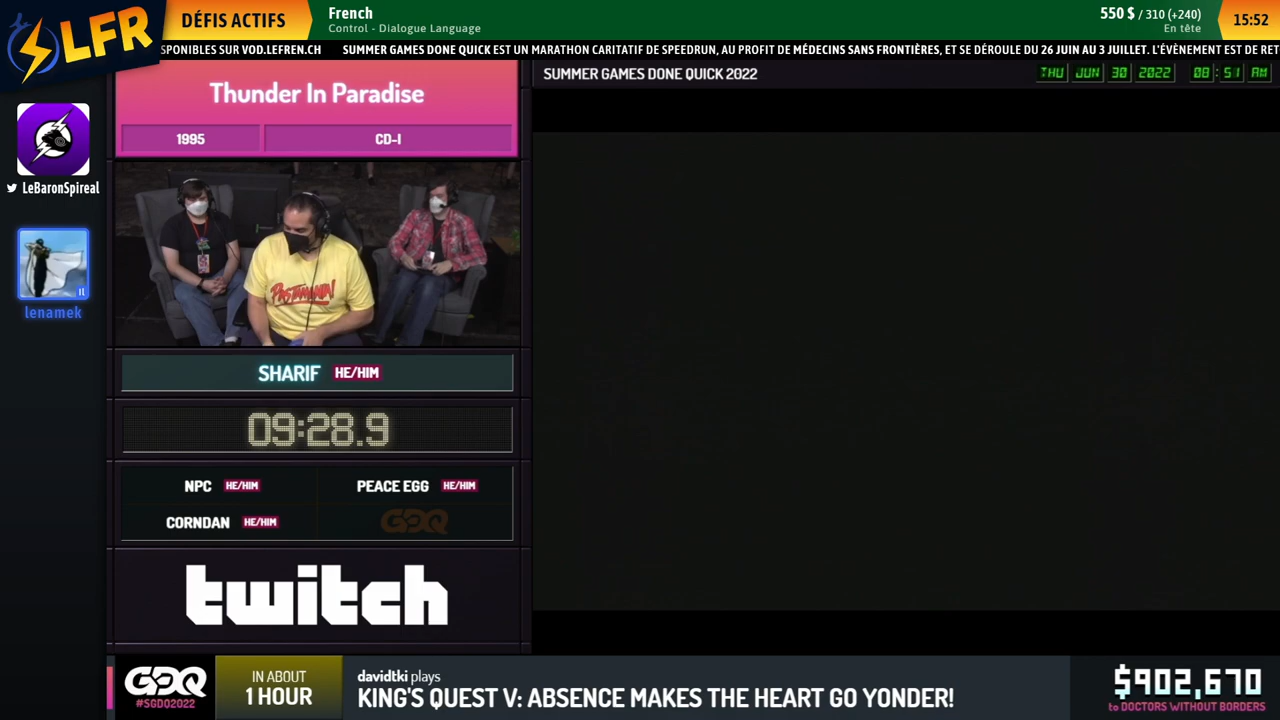 LFR
DÉFIS ACTIFS
French
Control - Dialogue Language
550 $ / 310 (+240)
En tête
15:52
SPONIBLES SUR VOD.LEFREN.CH SUMMER GAMES DONE QUICK EST UN MARATHON CARITATIF DE SPEEDRUN, AU PROFIT DE MÉDECINS SANS FRONTIÈRES, ET SE DÉROULE DU 26 JUIN AU 3 JUILLET. L'ÉVÈNEMENT EST DE RET
Thunder In Paradise
1995
CD-I
SUMMER GAMES DONE QUICK 2022
THU JUN 30 2022 08:51 AM
LeBaronSpireal
lenamek
SHARIF HE/HIM
09:28.9
NPC HE/HIM
PEACE EGG HE/HIM
CORNDAN HE/HIM
GDQ
twitch
GDQ
#SGDQ2022
IN ABOUT
1 HOUR
davidtki plays
KING'S QUEST V: ABSENCE MAKES THE HEART GO YONDER!
$902,670
to DOCTORS WITHOUT BORDERS